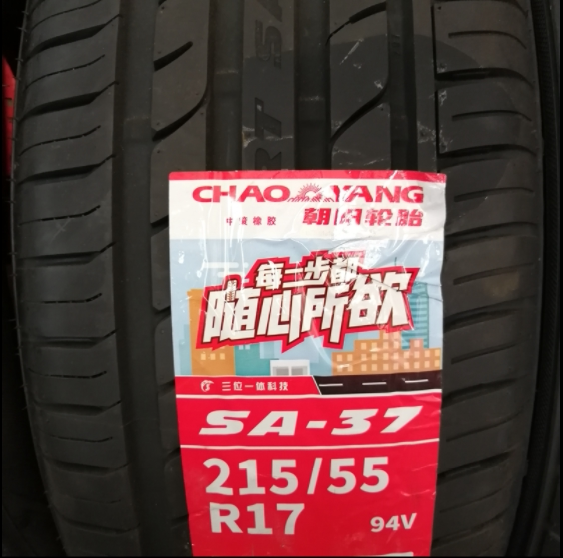 CHAOYANG
中策橡胶 朝阳轮胎
每一步都
随心所欲
三位一体科技
SA-37
215/55
R17 94V